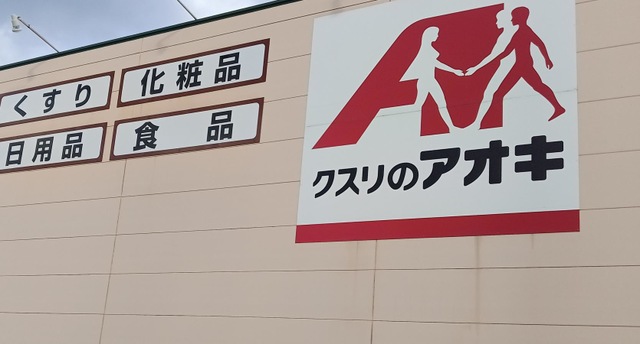 くすり
化粧品
日用品
食品
クスリのアオキ